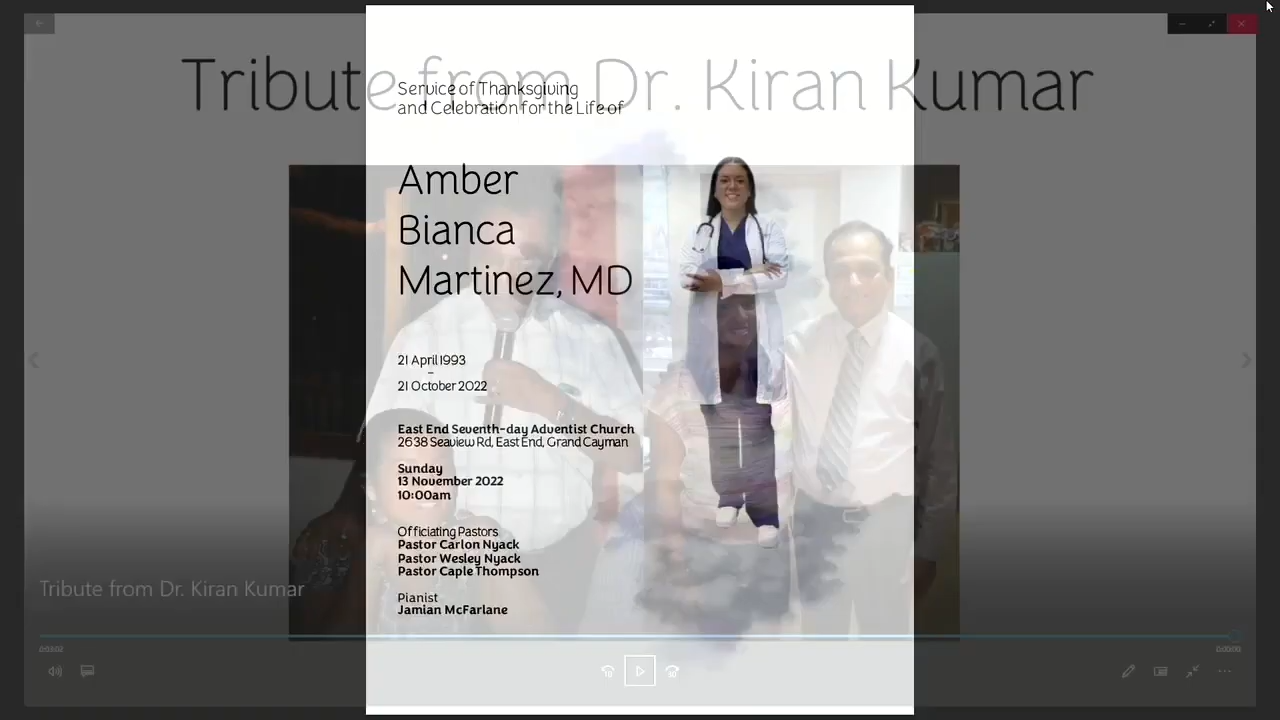 Tribute from Dr. Kiran Kumar
Service of Thanksgiving
and Celebration for the Life of
Amber
Bianca
Martinez, MD
21 April 1993
–
21 October 2022
East End Seventh-day Adventist Church
2638 Seaview Rd, East End, Grand Cayman
Sunday
13 November 2022
10:00am
Officiating Pastors
Pastor Carlon Nyack
Pastor Wesley Nyack
Pastor Caple Thompson
Pianist
Jamian McFarlane
Tribute from Dr. Kiran Kumar